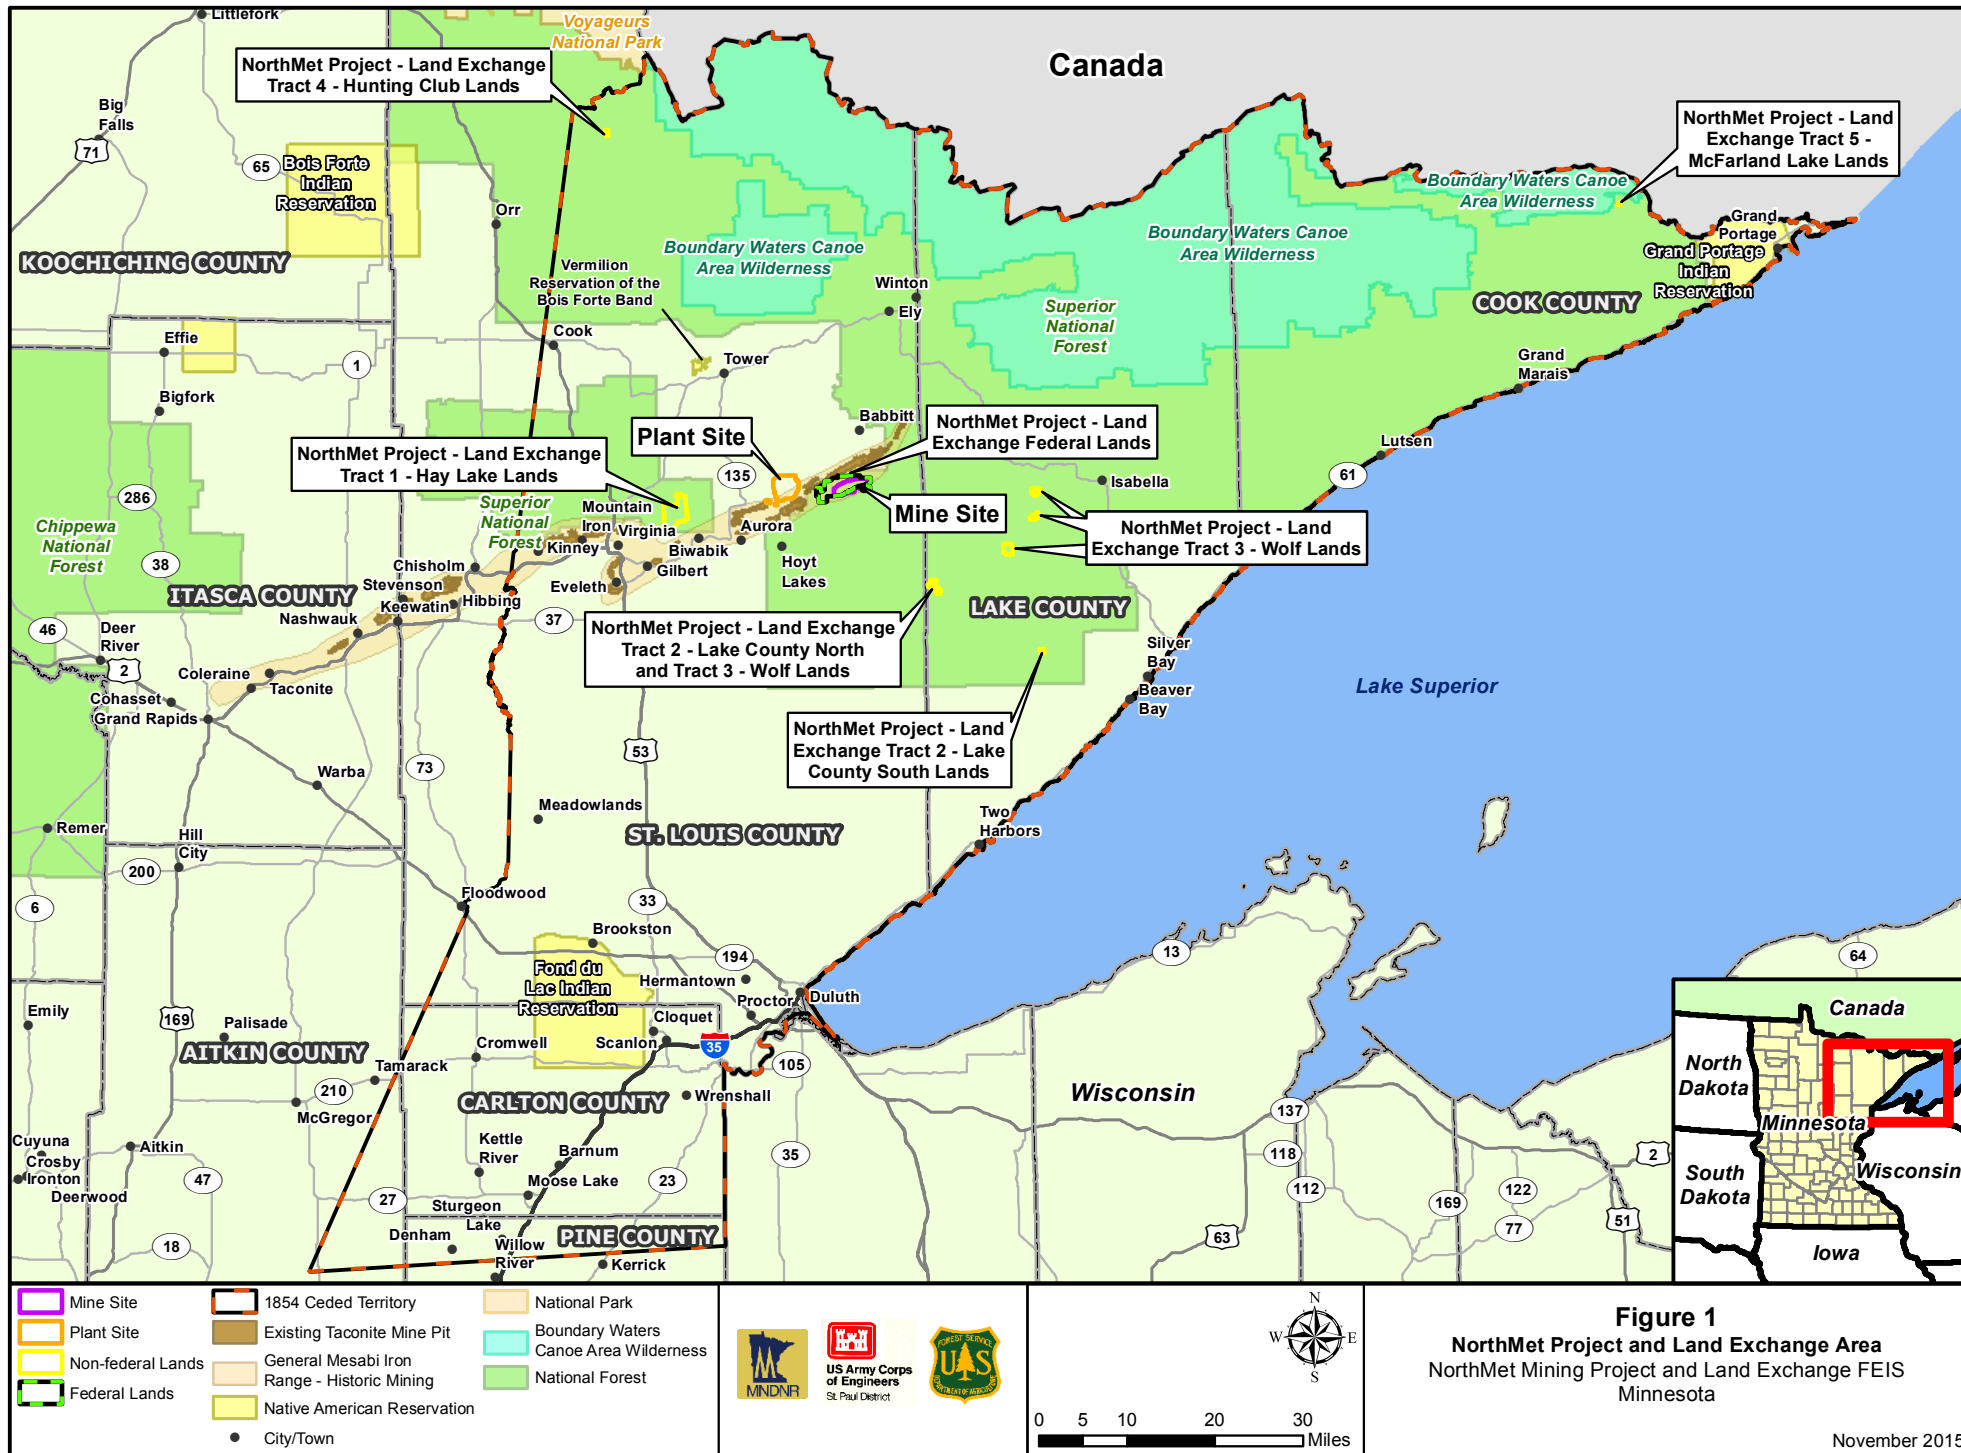 Littlefork
Voyageurs
National Park
Canada
NorthMet Project - Land Exchange
Tract 4 - Hunting Club Lands
Big
Falls
71
65
Bois Forte
Indian
Reservation
Orr
NorthMet Project - Land
Exchange Tract 5 -
McFarland Lake Lands
Boundary Waters Canoe
Area Wilderness
Grand
Portage
Grand Portage
Indian
Reservation
Boundary Waters Canoe
Area Wilderness
Boundary Waters Canoe
Area Wilderness
KOOCHICHING COUNTY
Vermilion
Reservation of the
Bois Forte Band
Winton
Ely
Superior
National
Forest
COOK COUNTY
Effie
Cook
1
Tower
Grand
Marais
Bigfork
Babbitt
NorthMet Project - Land
Exchange Federal Lands
Plant Site
Lutsen
NorthMet Project - Land Exchange
Tract 1 - Hay Lake Lands
135
61
Isabella
286
Superior
National
Forest
Mountain
Iron
Virginia
Mine Site
Chippewa
National
Forest
Kinney
Biwabik
Aurora
NorthMet Project - Land
Exchange Tract 3 - Wolf Lands
38
Chisholm
Gilbert
Hoyt
Lakes
Stevenson
Eveleth
ITASCA COUNTY
Keewatin
Hibbing
LAKE COUNTY
Nashwauk
37
46
Deer
River
NorthMet Project - Land Exchange
Tract 2 - Lake County North
and Tract 3 - Wolf Lands
Silver
Bay
2
Coleraine
Taconite
Beaver
Bay
Lake Superior
Cohasset
Grand Rapids
NorthMet Project - Land
Exchange Tract 2 - Lake
County South Lands
53
73
Warba
Meadowlands
Two
Harbors
Remer
Hill
City
ST. LOUIS COUNTY
200
Floodwood
6
33
Brookston
194
13
64
Fond du
Lac Indian
Reservation
Hermantown
Proctor
Duluth
Emily
169
Palisade
Cloquet
Scanlon
35
Cromwell
AITKIN COUNTY
Tamarack
105
210
McGregor
CARLTON COUNTY
Wrenshall
Wisconsin
137
Cuyuna
Crosby
Ironton
Deerwood
Aitkin
Kettle
River
Barnum
35
118
2
47
27
Moose Lake
23
112
169
122
Sturgeon
Lake
77
51
18
Denham
Willow
River
PINE COUNTY
Kerrick
63
Canada
North
Dakota
Minnesota
South
Dakota
Wisconsin
Iowa
Mine Site
Plant Site
Non-federal Lands
Federal Lands
1854 Ceded Territory
Existing Taconite Mine Pit
General Mesabi Iron
Range - Historic Mining
Native American Reservation
City/Town
National Park
Boundary Waters
Canoe Area Wilderness
National Forest
MNDNR
US Army Corps
of Engineers
St. Paul District
FOREST SERVICE
U S
DEPARTMENT OF AGRICULTURE
N
W E
S
0 5 10 20 30
Miles
Figure 1
NorthMet Project and Land Exchange Area
NorthMet Mining Project and Land Exchange FEIS
Minnesota
November 2015